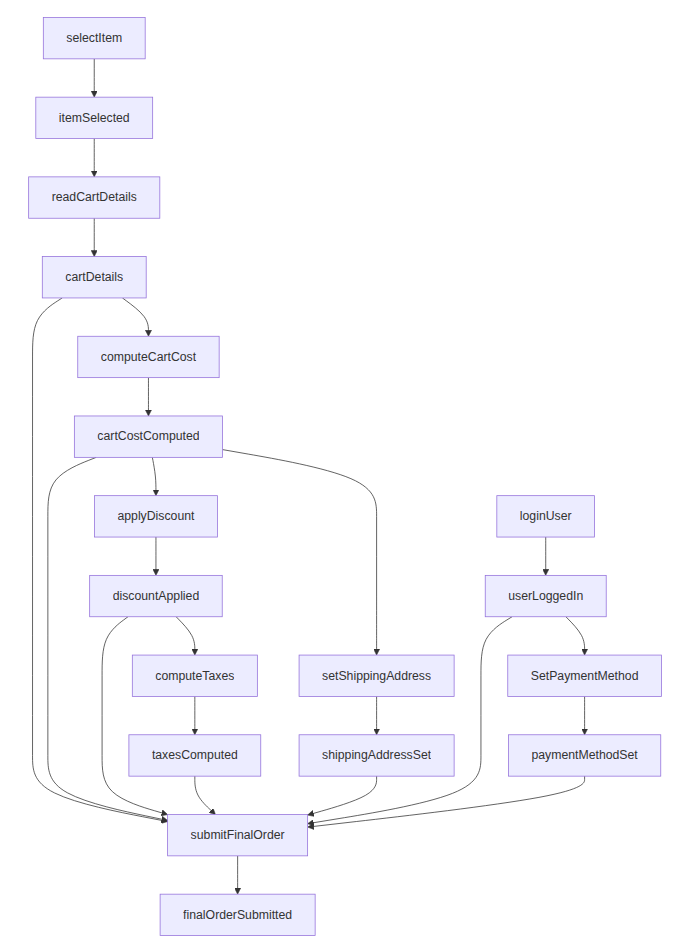 selectItem
itemSelected
readCartDetails
cartDetails
computeCartCost
cartCostComputed
applyDiscount
loginUser
discountApplied
userLoggedIn
computeTaxes
setShippingAddress
SetPaymentMethod
taxesComputed
shippingAddressSet
paymentMethodSet
submitFinalOrder
finalOrderSubmitted